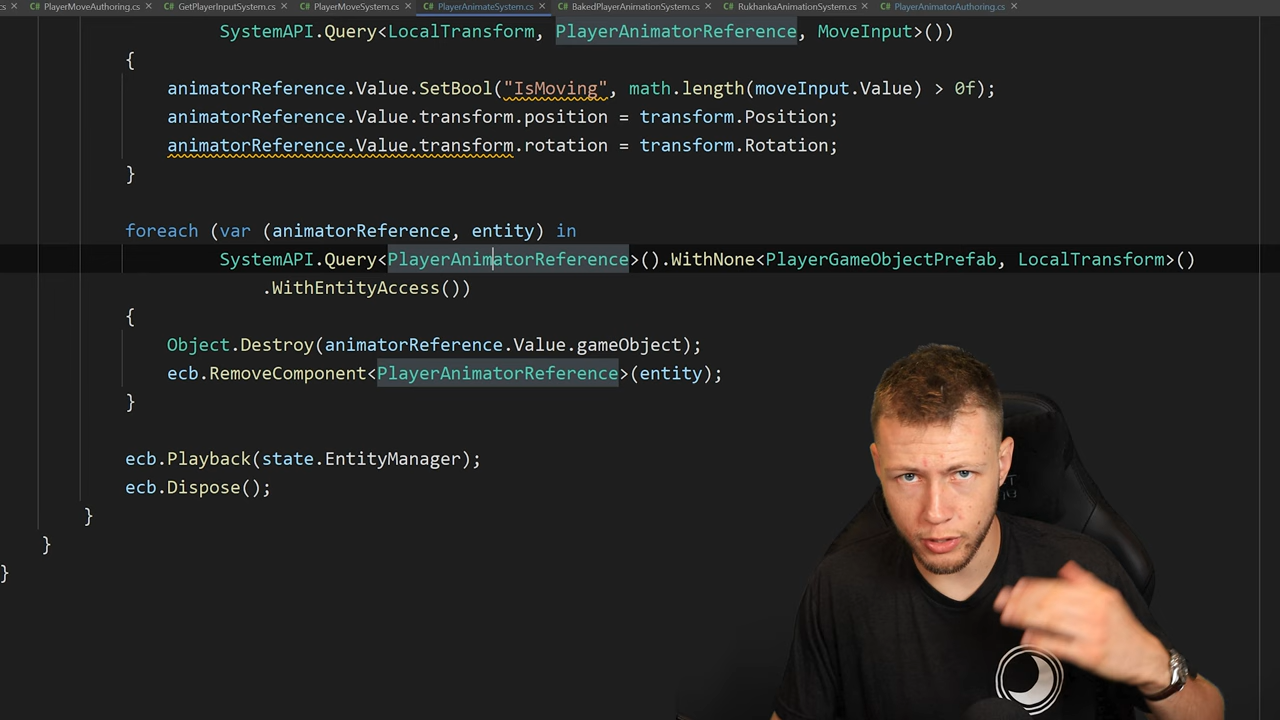 cs
C# PlayerMoveAuthoring.cs
C# GetPlayerInputSystem.cs
C# PlayerMoveSystem.cs
C# PlayerAnimateSystem.cs
C# BakedPlayerAnimationSystem.cs
C# RukhankaAnimationSystem.cs
C# PlayerAnimatorAuthoring.cs
SystemAPI.Query<LocalTransform, PlayerAnimatorReference, MoveInput>())
{
animatorReference.Value.SetBool("IsMoving", math.length(moveInput.Value) > 0f);
animatorReference.Value.transform.position = transform.Position;
animatorReference.Value.transform.rotation = transform.Rotation;
}
foreach (var (animatorReference, entity) in
SystemAPI.Query<PlayerAnimatorReference>().WithNone<PlayerGameObjectPrefab, LocalTransform>()
.WithEntityAccess())
{
Object.Destroy(animatorReference.Value.gameObject);
ecb.RemoveComponent<PlayerAnimatorReference>(entity);
}
ecb.Playback(state.EntityManager);
ecb.Dispose();
}
}
}